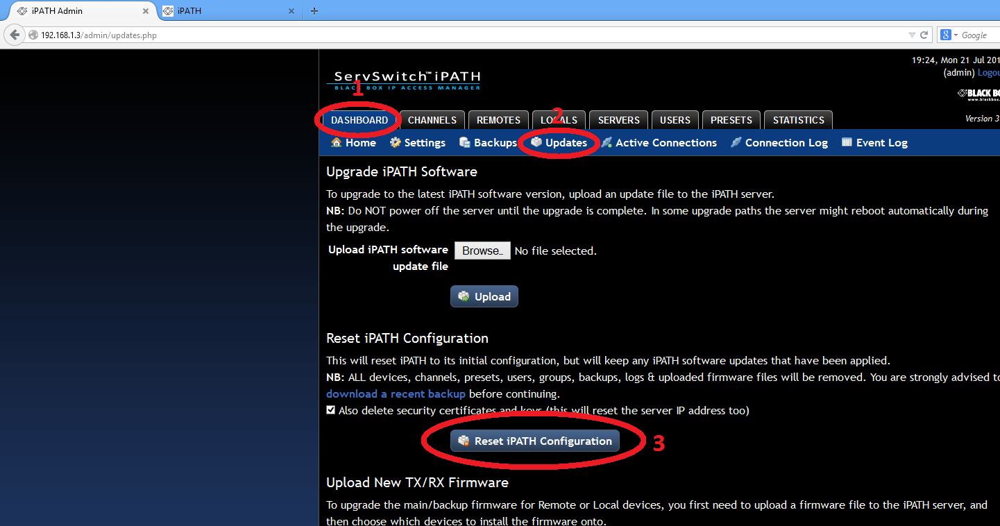 iPATH Admin
iPATH
192.168.1.3/admin/updates.php
Google
19:24, Mon 21 Jul 201
(admin) Logou
ServSwitch™iPATH
BLACK BOX IP ACCESS MANAGER
BLACK BO
www.blackbox.
Version 3
1
2
DASHBOARD CHANNELS REMOTES LOCALS SERVERS USERS PRESETS STATISTICS
Home Settings Backups Updates Active Connections Connection Log Event Log
Upgrade iPATH Software
To upgrade to the latest iPATH software version, upload an update file to the iPATH server.
NB: Do NOT power off the server until the upgrade is complete. In some upgrade paths the server might reboot automatically during
the upgrade.
Upload iPATH software
update file
Browse… No file selected.
Upload
Reset iPATH Configuration
This will reset iPATH to its initial configuration, but will keep any iPATH software updates that have been applied.
NB: ALL devices, channels, presets, users, groups, backups, logs & uploaded firmware files will be removed. You are strongly advised to
download a recent backup before continuing.
Also delete security certificates and keys (this will reset the server IP address too)
Reset iPATH Configuration 3
Upload New TX/RX Firmware
To upgrade the main/backup firmware for Remote or Local devices, you first need to upload a firmware file to the iPATH server, and
then choose which devices to install the firmware onto.